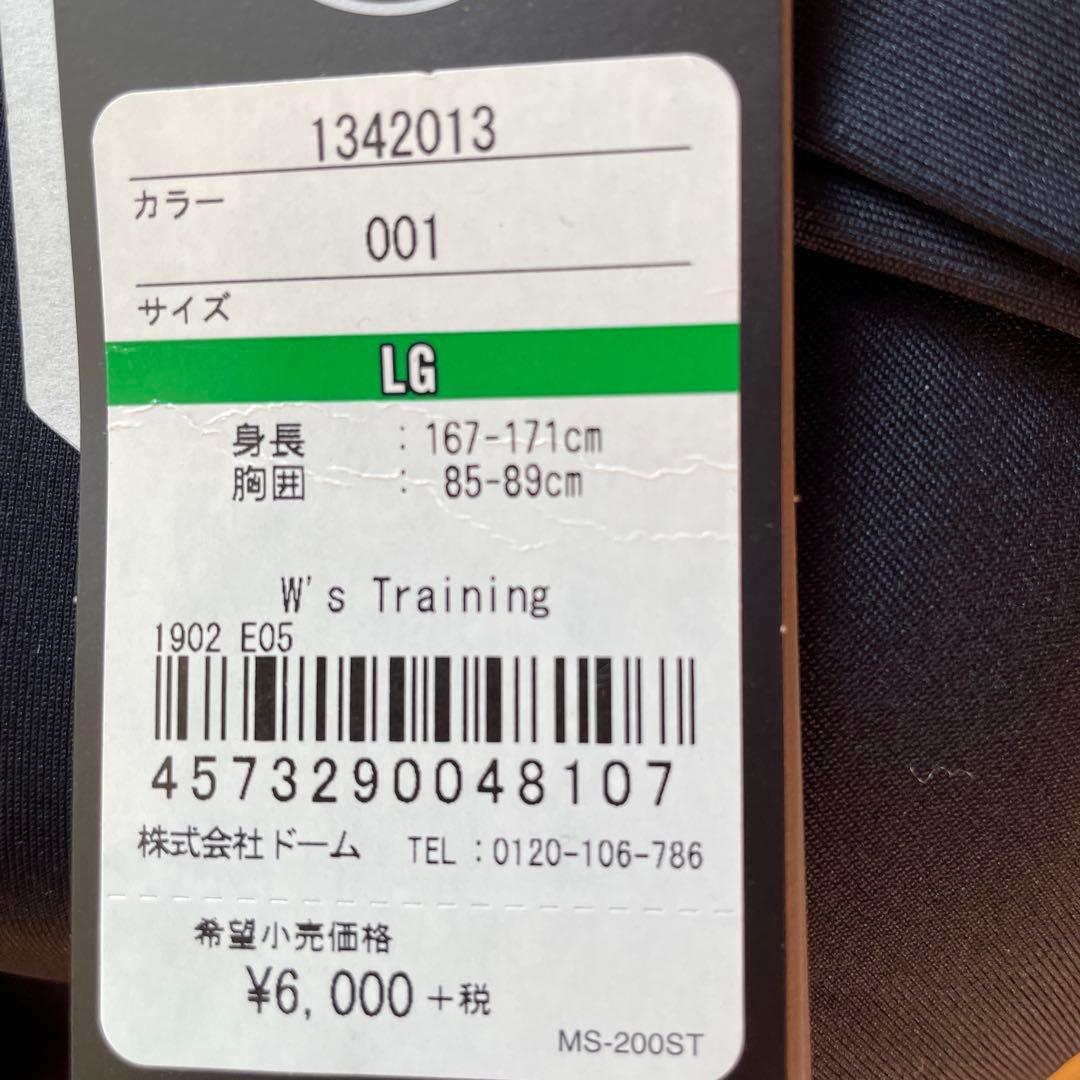 1342013
カラー
001
サイズ
LG
身長 : 167-171cm
胸囲 : 85-89cm
W's Training
1902 E05
4573290048107
株式会社ドーム TEL:0120-106-786
希望小売価格
¥6,000+税
MS-200ST